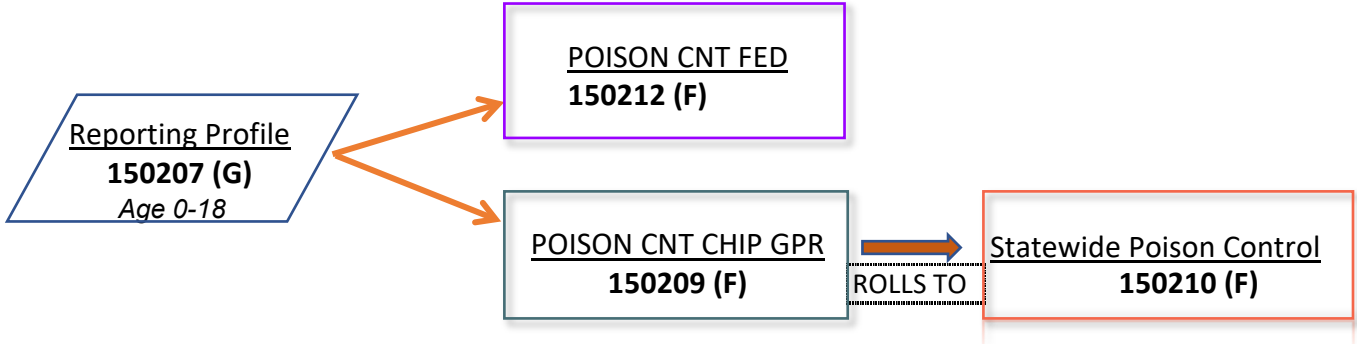 Reporting Profile
150207 (G)
Age 0-18
POISON CNT FED
150212 (F)
POISON CNT CHIP GPR
150209 (F)
ROLLS TO
Statewide Poison Control
150210 (F)